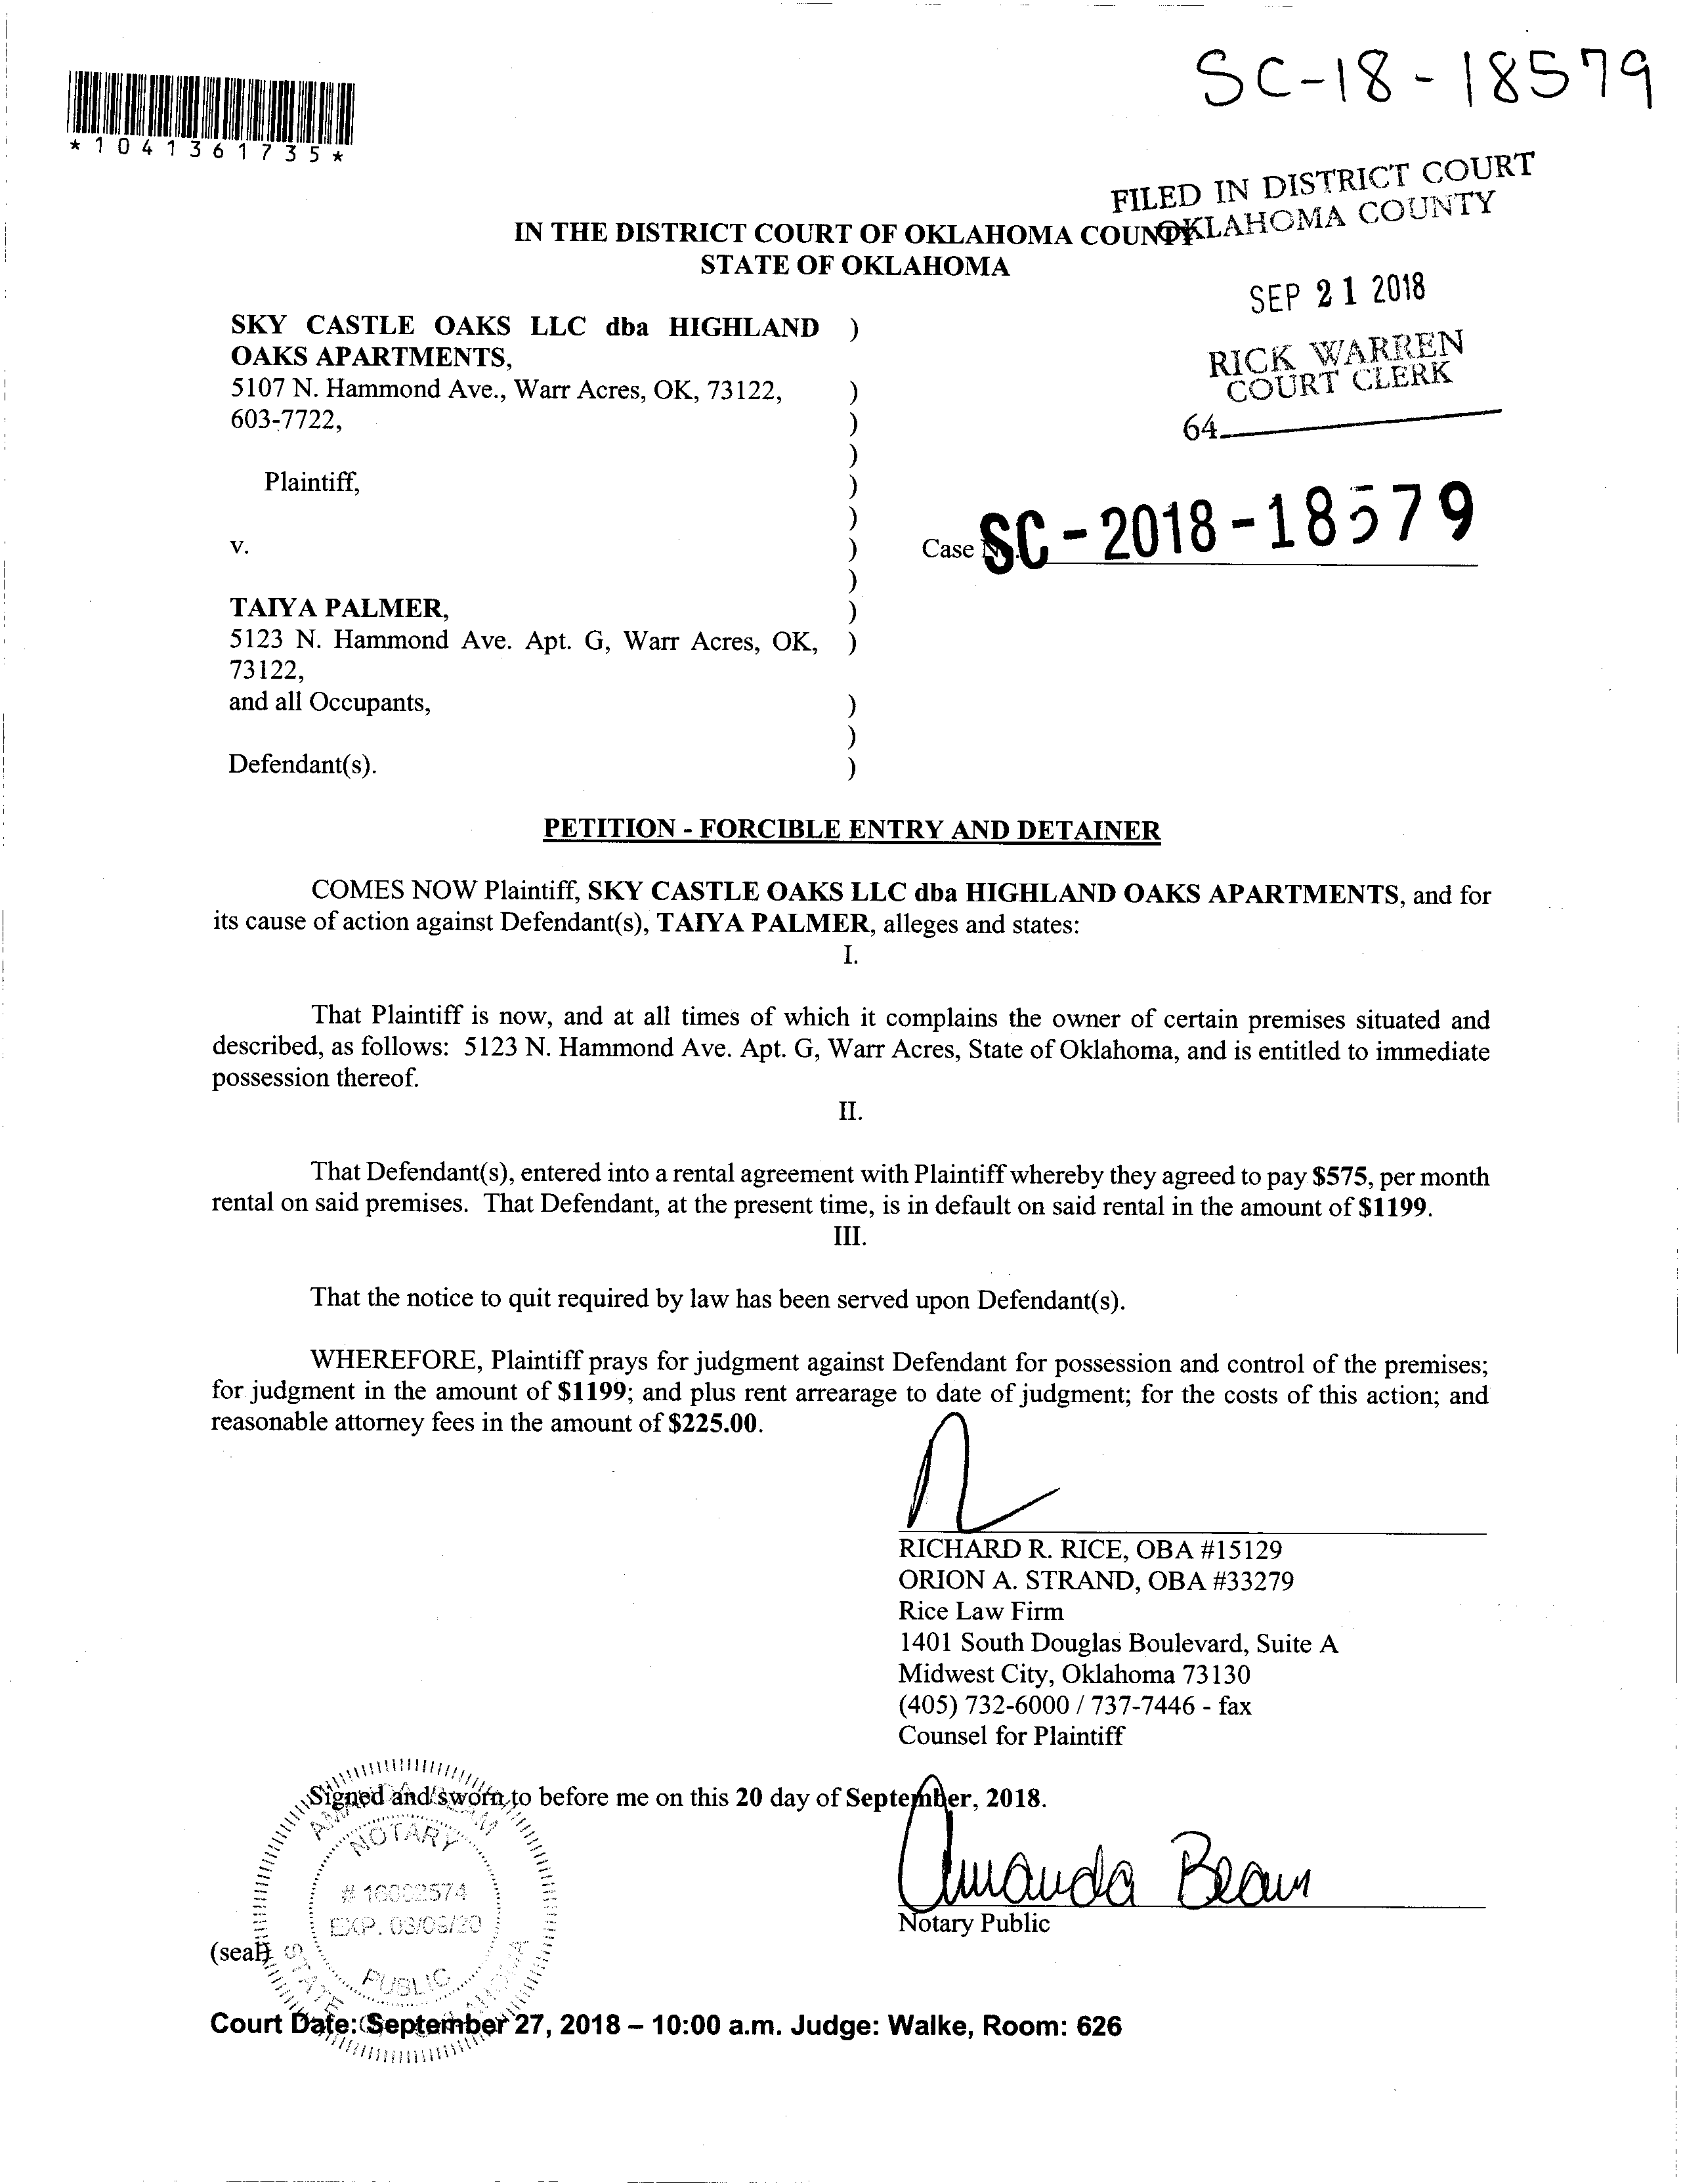 SC-18-18579
*1041361735*
FILED IN DISTRICT COURT
OKLAHOMA COUNTY
IN THE DISTRICT COURT OF OKLAHOMA COUNTY
STATE OF OKLAHOMA
SEP 21 2018
RICK WARREN
COURT CLERK
64
SKY CASTLE OAKS LLC dba HIGHLAND )
OAKS APARTMENTS,
5107 N. Hammond Ave., Warr Acres, OK, 73122, )
603-7722, )
)
Plaintiff, )
)
v. )
Case No. SC-2018-18579
)
TAIYA PALMER, )
5123 N. Hammond Ave. Apt. G, Warr Acres, OK, )
73122,
and all Occupants, )
)
Defendant(s). )
PETITION - FORCIBLE ENTRY AND DETAINER
COMES NOW Plaintiff, SKY CASTLE OAKS LLC dba HIGHLAND OAKS APARTMENTS, and for
its cause of action against Defendant(s), TAIYA PALMER, alleges and states:
I.
That Plaintiff is now, and at all times of which it complains the owner of certain premises situated and
described, as follows: 5123 N. Hammond Ave. Apt. G, Warr Acres, State of Oklahoma, and is entitled to immediate
possession thereof.
II.
That Defendant(s), entered into a rental agreement with Plaintiff whereby they agreed to pay $575, per month
rental on said premises. That Defendant, at the present time, is in default on said rental in the amount of $1199.
III.
That the notice to quit required by law has been served upon Defendant(s).
WHEREFORE, Plaintiff prays for judgment against Defendant for possession and control of the premises;
for judgment in the amount of $1199; and plus rent arrearage to date of judgment; for the costs of this action; and
reasonable attorney fees in the amount of $225.00.
RICHARD R. RICE, OBA #15129
ORION A. STRAND, OBA #33279
Rice Law Firm
1401 South Douglas Boulevard, Suite A
Midwest City, Oklahoma 73130
(405) 732-6000 / 737-7446 - fax
Counsel for Plaintiff
Signed and sworn to before me on this 20 day of September, 2018.
AMANDA BEAM
NOTARY
EXP.
PUBLIC
STATE OKLAHOMA
Amanda Beam
Notary Public
(seal)
Court Date: September 27, 2018 – 10:00 a.m. Judge: Walke, Room: 626